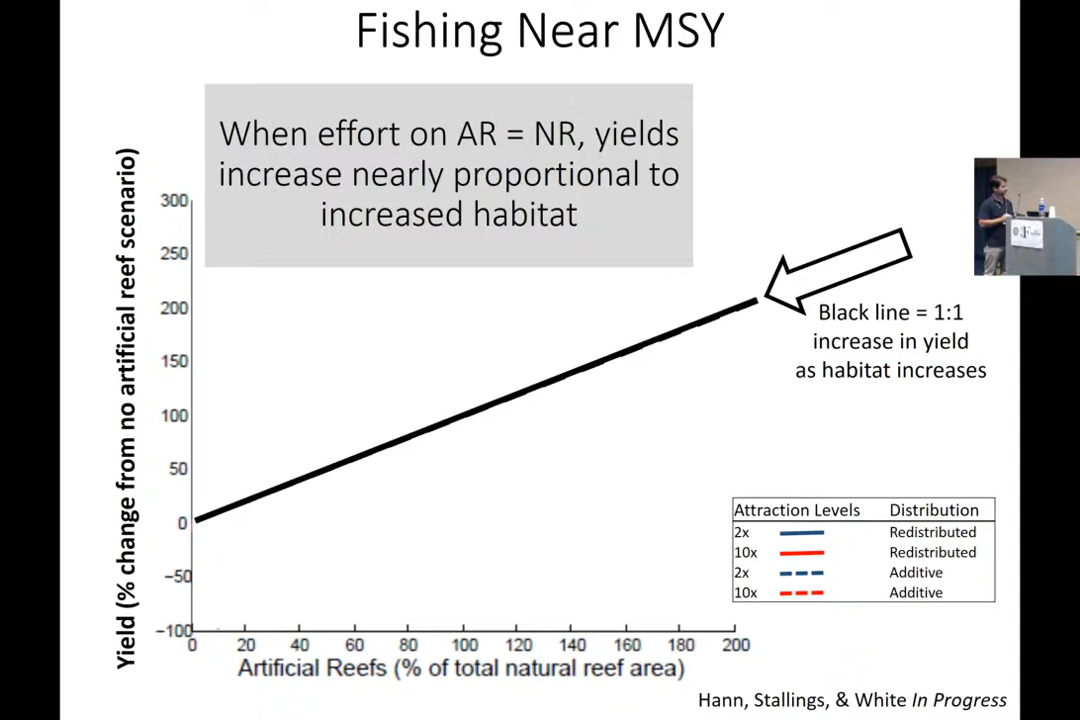 Fishing Near MSY
When effort on AR = NR, yields
increase nearly proportional to
increased habitat
Yield (% change from no artificial reef scenario)
300
250
200
150
100
50
0
−50
−100
0 20 40 60 80 100 120 140 160 180 200
Artificial Reefs (% of total natural reef area)
Black line = 1:1
increase in yield
as habitat increases
Attraction Levels Distribution
2x Redistributed
10x Redistributed
2x Additive
10x Additive
Hann, Stallings, & White In Progress